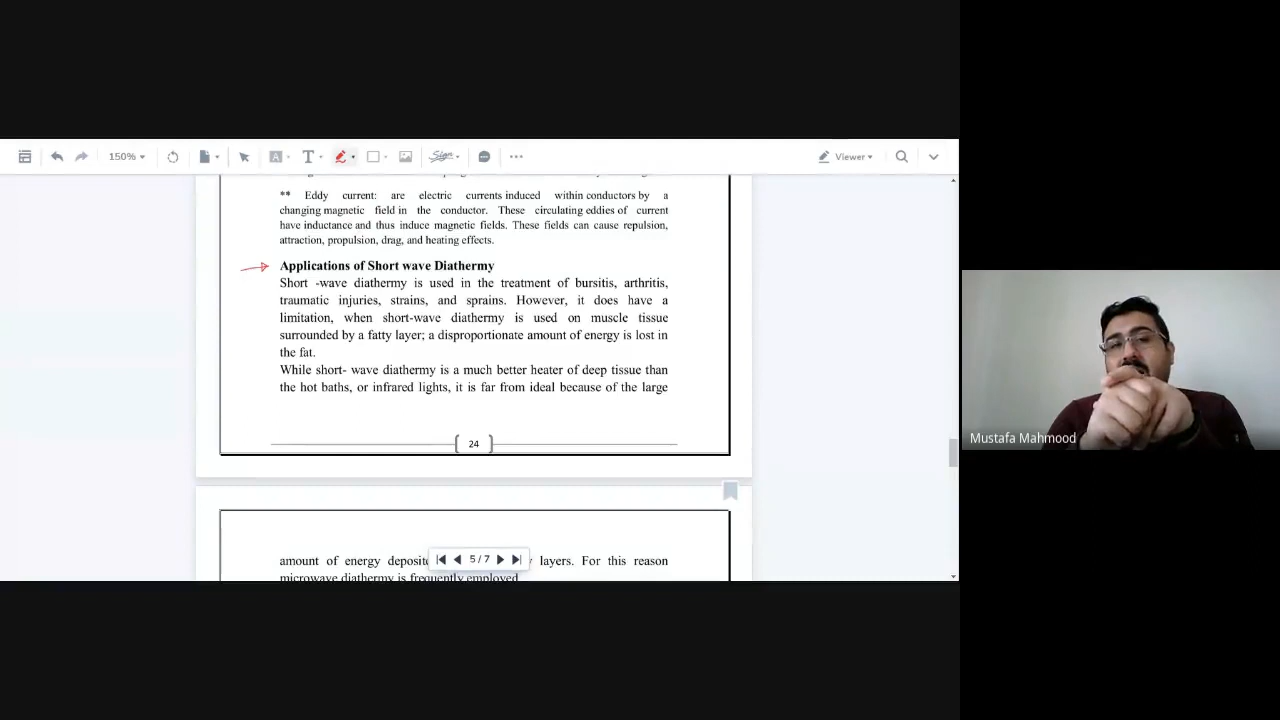 150%
T
Sign
Viewer
** Eddy current: are electric currents induced within conductors by a
changing magnetic field in the conductor. These circulating eddies of current
have inductance and thus induce magnetic fields. These fields can cause repulsion,
attraction, propulsion, drag, and heating effects.
Applications of Short wave Diathermy
Short -wave diathermy is used in the treatment of bursitis, arthritis,
traumatic injuries, strains, and sprains. However, it does have a
limitation, when short-wave diathermy is used on muscle tissue
surrounded by a fatty layer; a disproportionate amount of energy is lost in
the fat.
While short- wave diathermy is a much better heater of deep tissue than
the hot baths, or infrared lights, it is far from ideal because of the large
24
amount of energy layers. For this reason
5 / 7
microwave diathermy is frequently employed
Mustafa Mahmood